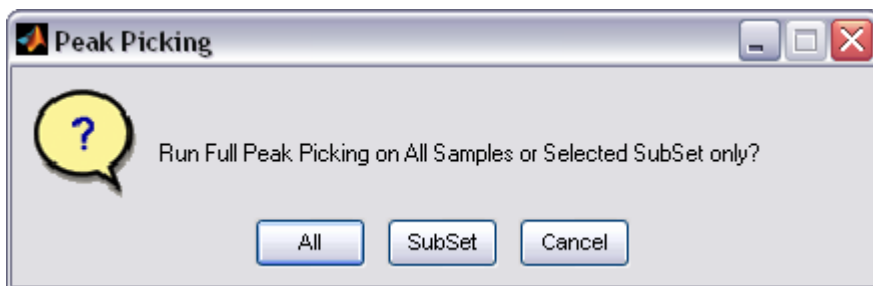 Peak Picking
?
Run Full Peak Picking on All Samples or Selected SubSet only?
All SubSet Cancel